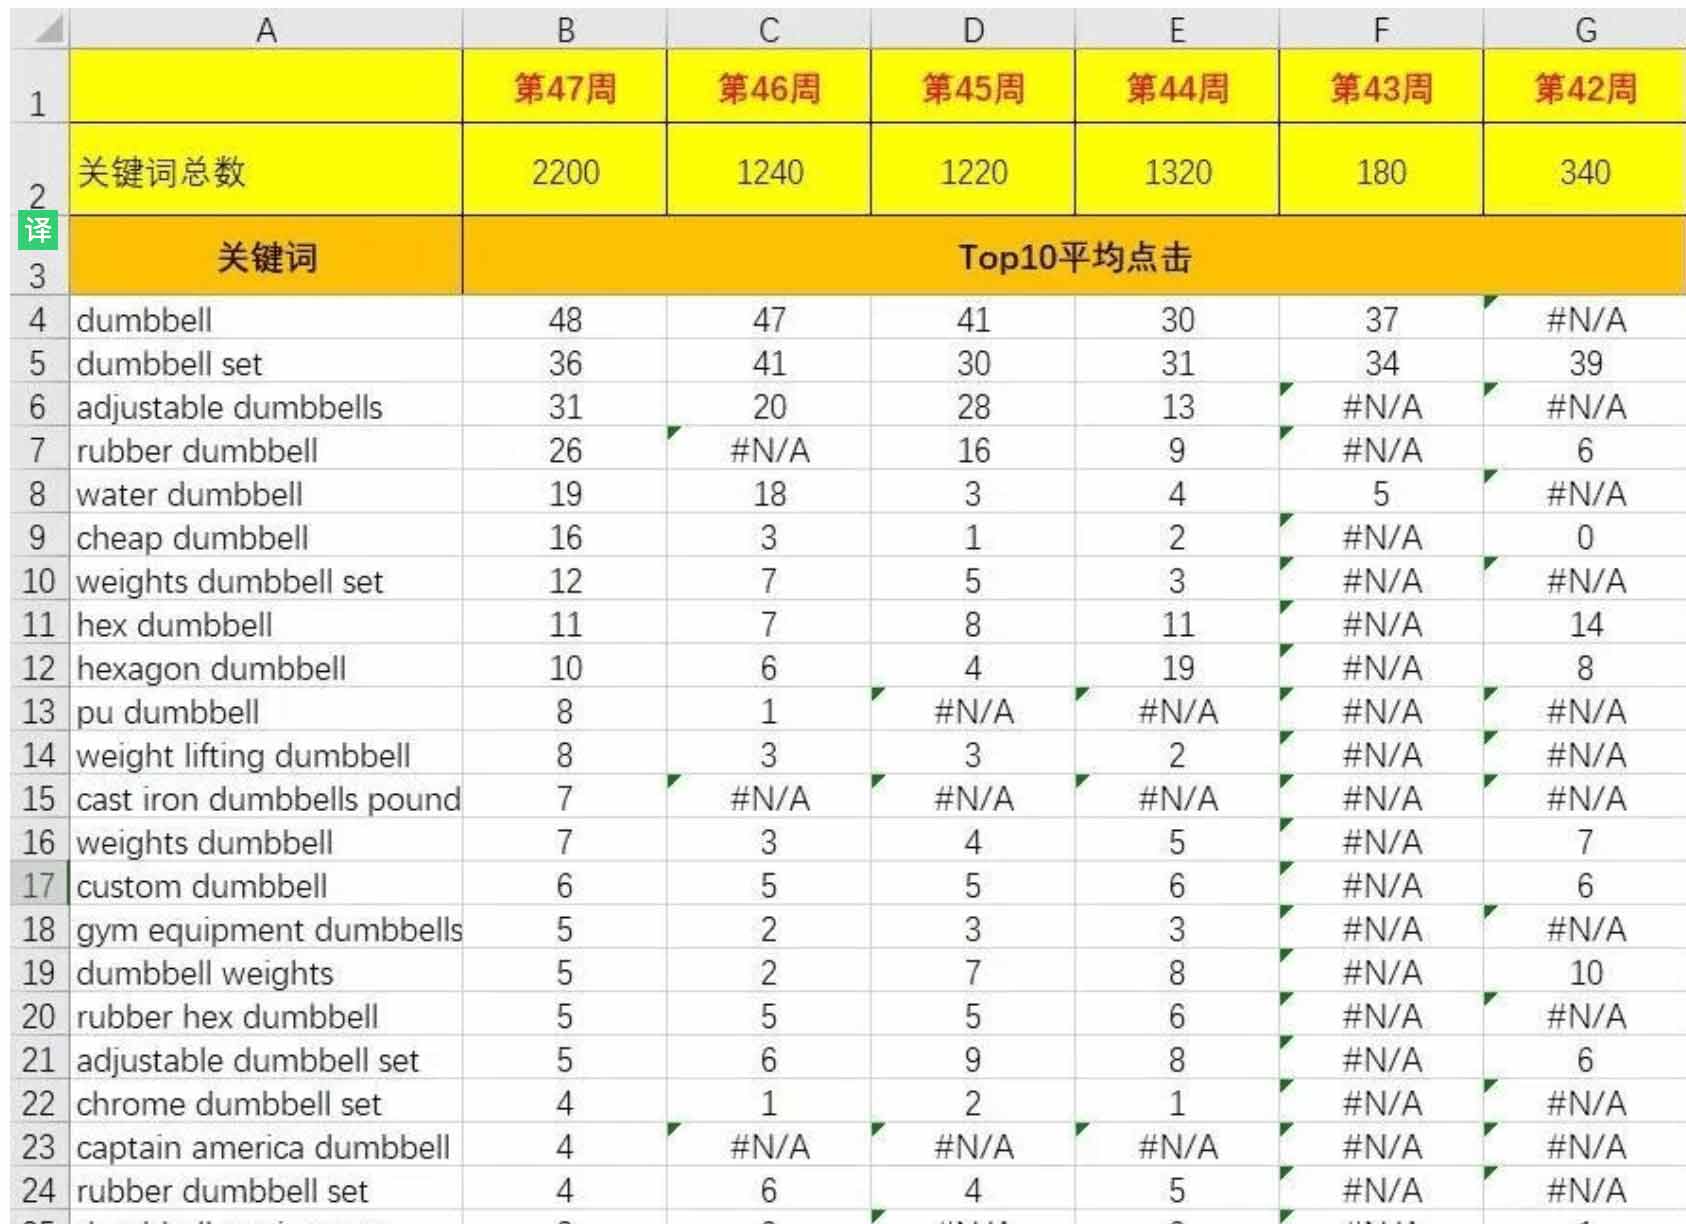 A B C D E F G
1 第47周 第46周 第45周 第44周 第43周 第42周
2 关键词总数 2200 1240 1220 1320 180 340
译
3 关键词 Top10平均点击
4 dumbbell 48 47 41 30 37 #N/A
5 dumbbell set 36 41 30 31 34 39
6 adjustable dumbbells 31 20 28 13 #N/A #N/A
7 rubber dumbbell 26 #N/A 16 9 #N/A 6
8 water dumbbell 19 18 3 4 5 #N/A
9 cheap dumbbell 16 3 1 2 #N/A 0
10 weights dumbbell set 12 7 5 3 #N/A #N/A
11 hex dumbbell 11 7 8 11 #N/A 14
12 hexagon dumbbell 10 6 4 19 #N/A 8
13 pu dumbbell 8 1 #N/A #N/A #N/A #N/A
14 weight lifting dumbbell 8 3 3 2 #N/A #N/A
15 cast iron dumbbells pound 7 #N/A #N/A #N/A #N/A #N/A
16 weights dumbbell 7 3 4 5 #N/A 7
17 custom dumbbell 6 5 5 6 #N/A 6
18 gym equipment dumbbells 5 2 3 3 #N/A #N/A
19 dumbbell weights 5 2 7 8 #N/A 10
20 rubber hex dumbbell 5 5 5 6 #N/A #N/A
21 adjustable dumbbell set 5 6 9 8 #N/A 6
22 chrome dumbbell set 4 1 2 1 #N/A #N/A
23 captain america dumbbell 4 #N/A #N/A #N/A #N/A #N/A
24 rubber dumbbell set 4 6 4 5 #N/A #N/A